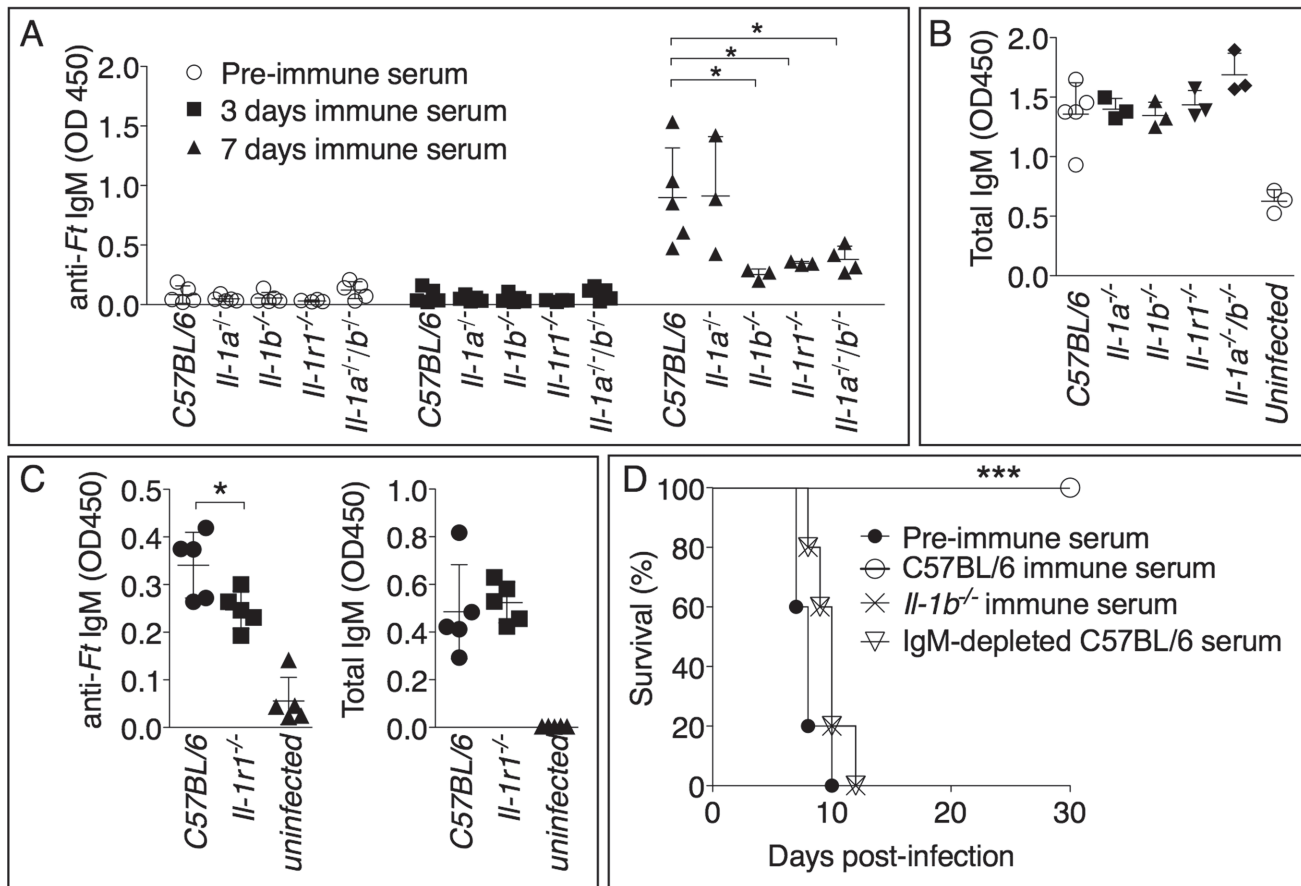 A
anti-Ft IgM (OD 450)
2.0
1.5
1.0
0.5
0.0
Pre-immune serum
3 days immune serum
7 days immune serum
*
*
*
C57BL/6
Il-1a-/-
Il-1b-/-
Il-1r1-/-
Il-1a-/-/b-/-
C57BL/6
Il-1a-/-
Il-1b-/-
Il-1r1-/-
Il-1a-/-/b-/-
C57BL/6
Il-1a-/-
Il-1b-/-
Il-1r1-/-
Il-1a-/-/b-/-
B
Total IgM (OD450)
2.0
1.5
1.0
0.5
0.0
C57BL/6
Il-1a-/-
Il-1b-/-
Il-1r1-/-
Il-1a-/-/b-/-
Uninfected
C
anti-Ft IgM (OD450)
0.5
0.4
0.3
0.2
0.1
0.0
*
C57BL/6
Il-1r1-/-
uninfected
Total IgM (OD450)
1.0
0.8
0.6
0.4
0.2
0.0
C57BL/6
Il-1r1-/-
uninfected
D
***
Survival (%)
100
80
60
40
20
0
Pre-immune serum
C57BL/6 immune serum
Il-1b-/- immune serum
IgM-depleted C57BL/6 serum
0 10 20 30
Days post-infection